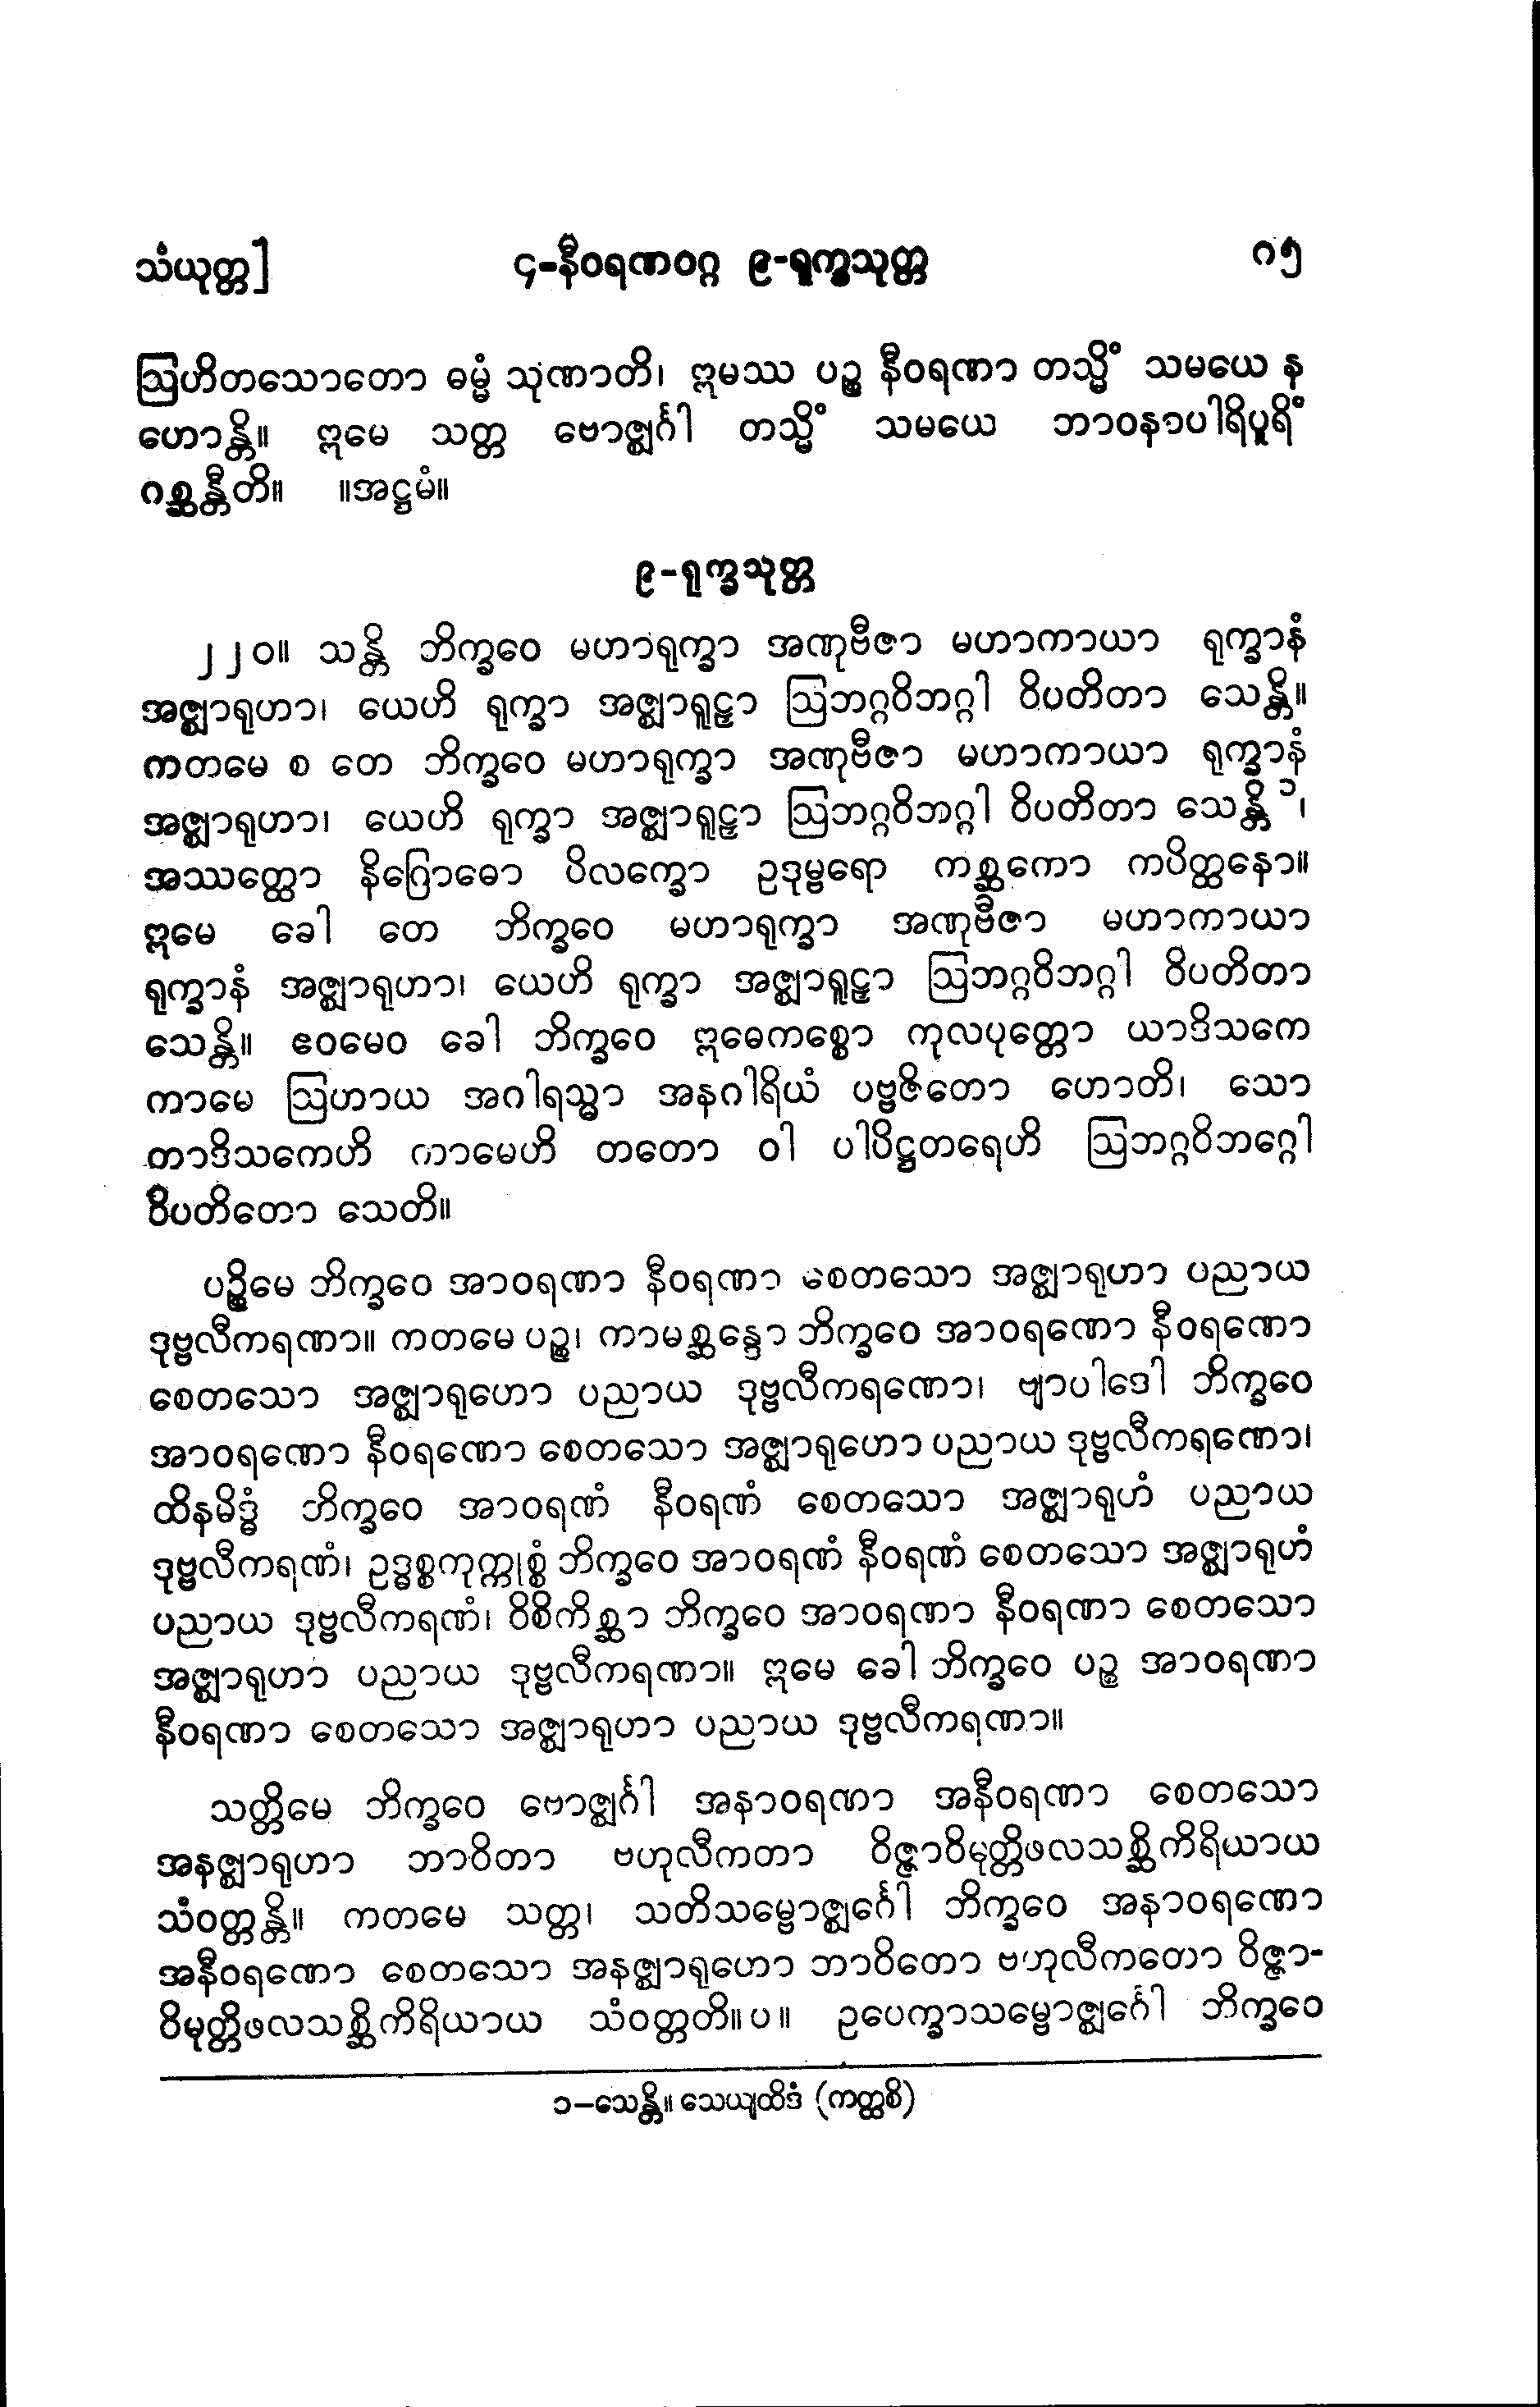 သံယုတ္တ]
၄-နီဝရဏဝဂ္ဂ ၉-ရုက္ခသုတ္တ
၈၅
ဩဟိတသောတော ဓမ္မံ သုဏာတိ၊ ဣမဿ ပဉ္စ နီဝရဏာ တသ္မိံ သမယေ န
ဟောန္တိ။ ဣမေ သတ္တ ဗောဇ္ဈင်္ဂါ တသ္မိံ သမယေ ဘာဝနာပါရိပူရိံ
ဂစ္ဆန္တီတိ။ ။အဋ္ဌမံ။
၉-ရုက္ခသုတ္တ
၂၂၀။ သန္တိ ဘိက္ခဝေ မဟာရုက္ခာ အဏုဗီဇာ မဟာကာယာ ရုက္ခာနံ
အဇ္ဈာရုဟာ၊ ယေဟိ ရုက္ခာ အဇ္ဈာရူဠှာ ဩဘဂ္ဂဝိဘဂ္ဂါ ဝိပတိတာ သေန္တိ။
ကတမေ စ တေ ဘိက္ခဝေ မဟာရုက္ခာ အဏုဗီဇာ မဟာကာယာ ရုက္ခာနံ
အဇ္ဈာရုဟာ၊ ယေဟိ ရုက္ခာ အဇ္ဈာရူဠှာ ဩဘဂ္ဂဝိဘဂ္ဂါ ဝိပတိတာ သေန္တိ ၁၊
အဿတ္ထော နိဂြောဓော ပိလက္ခော ဥဒုမ္ဗရော ကစ္ဆကော ကပိတ္ထနော။
ဣမေ ခေါ တေ ဘိက္ခဝေ မဟာရုက္ခာ အဏုဗီဇာ မဟာကာယာ
ရုက္ခာနံ အဇ္ဈာရုဟာ၊ ယေဟိ ရုက္ခာ အဇ္ဈာရူဠှာ ဩဘဂ္ဂဝိဘဂ္ဂါ ဝိပတိတာ
သေန္တိ။ ဧဝမေဝ ခေါ ဘိက္ခဝေ ဣဓေကစ္စော ကုလပုတ္တော ယာဒိသကေ
ကာမေ ဩဟာယ အဂါရသ္မာ အနဂါရိယံ ပဗ္ဗဇိတော ဟောတိ၊ သော
တာဒိသကေဟိ ကာမေဟိ တတော ဝါ ပါပိဋ္ဌတရေဟိ ဩဘဂ္ဂဝိဘဂ္ဂေါ
ဝိပတိတော သေတိ။
ပဉ္စိမေ ဘိက္ခဝေ အာဝရဏာ နီဝရဏာ စေတသော အဇ္ဈာရုဟာ ပညာယ
ဒုဗ္ဗလီကရဏာ။ ကတမေ ပဉ္စ၊ ကာမစ္ဆန္ဒော ဘိက္ခဝေ အာဝရဏော နီဝရဏော
စေတသော အဇ္ဈာရုဟော ပညာယ ဒုဗ္ဗလီကရဏော၊ ဗျာပါဒေါ ဘိက္ခဝေ
အာဝရဏော နီဝရဏော စေတသော အဇ္ဈာရုဟော ပညာယ ဒုဗ္ဗလီကရဏော၊
ထိနမိဒ္ဓံ ဘိက္ခဝေ အာဝရဏံ နီဝရဏံ စေတသော အဇ္ဈာရုဟံ ပညာယ
ဒုဗ္ဗလီကရဏံ၊ ဥဒ္ဓစ္စကုက္ကုစ္စံ ဘိက္ခဝေ အာဝရဏံ နီဝရဏံ စေတသော အဇ္ဈာရုဟံ
ပညာယ ဒုဗ္ဗလီကရဏံ၊ ဝိစိကိစ္ဆာ ဘိက္ခဝေ အာဝရဏာ နီဝရဏာ စေတသော
အဇ္ဈာရုဟာ ပညာယ ဒုဗ္ဗလီကရဏာ။ ဣမေ ခေါ ဘိက္ခဝေ ပဉ္စ အာဝရဏာ
နီဝရဏာ စေတသော အဇ္ဈာရုဟာ ပညာယ ဒုဗ္ဗလီကရဏာ။
သတ္တိမေ ဘိက္ခဝေ ဗောဇ္ဈင်္ဂါ အနာဝရဏာ အနီဝရဏာ စေတသော
အနဇ္ဈာရုဟာ ဘာဝိတာ ဗဟုလီကတာ ဝိဇ္ဇာဝိမုတ္တိဖလသစ္ဆိကိရိယာယ
သံဝတ္တန္တိ။ ကတမေ သတ္တ၊ သတိသမ္ဗောဇ္ဈင်္ဂေါ ဘိက္ခဝေ အနာဝရဏော
အနီဝရဏော စေတသော အနဇ္ဈာရုဟော ဘာဝိတော ဗဟုလီကတော ဝိဇ္ဇာ-
ဝိမုတ္တိဖလသစ္ဆိကိရိယာယ သံဝတ္တတိ။ပ။ ဥပေက္ခာသမ္ဗောဇ္ဈင်္ဂေါ ဘိက္ခဝေ
၁-သေန္တိ။ သေယျထိဒံ (ကတ္ထစိ)